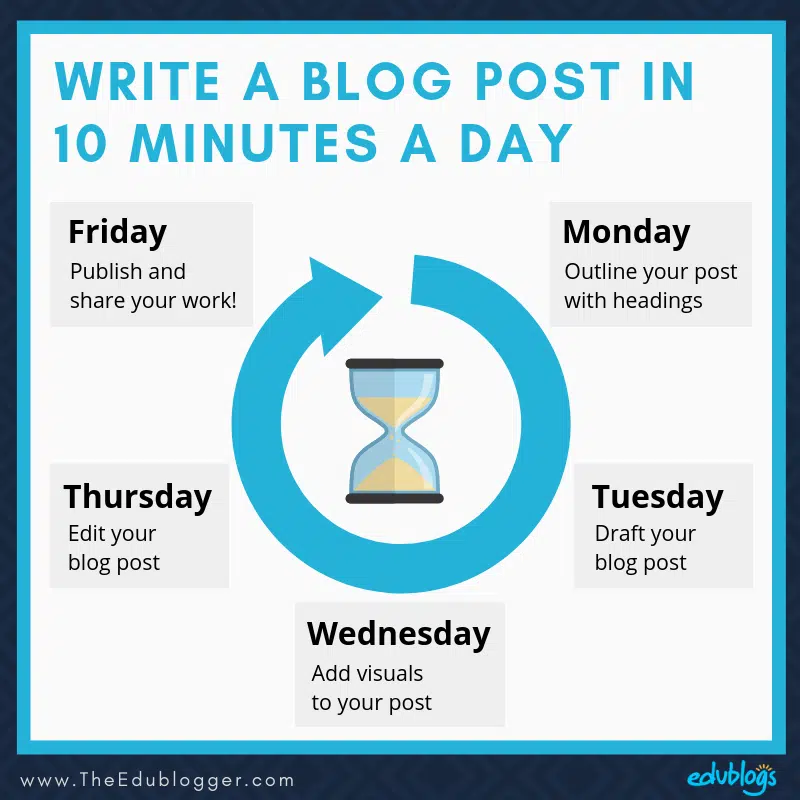 WRITE A BLOG POST IN
10 MINUTES A DAY
Monday
Outline your post
with headings
Tuesday
Draft your
blog post
Wednesday
Add visuals
to your post
Thursday
Edit your
blog post
Friday
Publish and
share your work!
www.TheEdublogger.com
edublogs